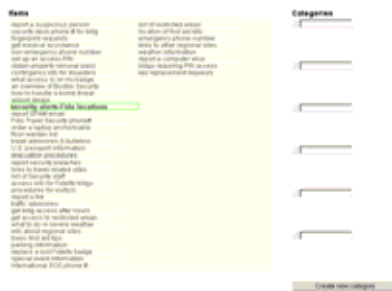 Items
report a suspicious person
security desk phone # for bldg
fingerprint requests
get medical assistance
non-emergency phone number
set up an access PIN
obtain property removal pass
contingency info for disasters
what access is on my badge
an overview of Boston Security
how to handle a bomb threat
airport delays
security alerts-Fido locations
report SPAM email
Fido Travel Security phone#
order a laptop anchor/cable
floor warden list
travel advisories & bulletins
U.S. passport information
evacuation procedures
report security breaches
links to travel-related sites
list of Security staff
access info for Fidelity bldgs
procedures for visitors
report a fire
traffic advisories
get bldg access after hours
get access to restricted areas
what to do in severe weather
info about regional sites
basic first aid tips
parking information
replace a lost Fidelity badge
special event information
international EOC phone #
list of restricted areas
location of first aid kits
emergency phone number
links to other regional sites
weather information
report a computer virus
bldgs requiring PIN access
key replacement requests
Categories
Create new category